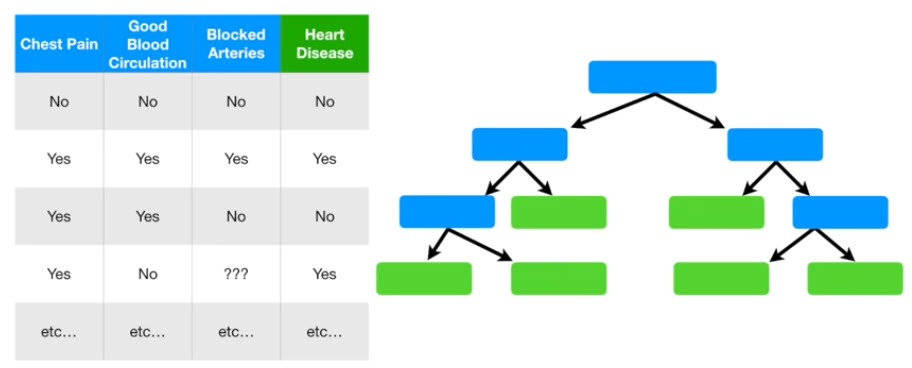 Chest Pain
Good
Blood
Circulation
Blocked
Arteries
Heart
Disease
No No No No
Yes Yes Yes Yes
Yes Yes No No
Yes No ??? Yes
etc... etc... etc... etc...